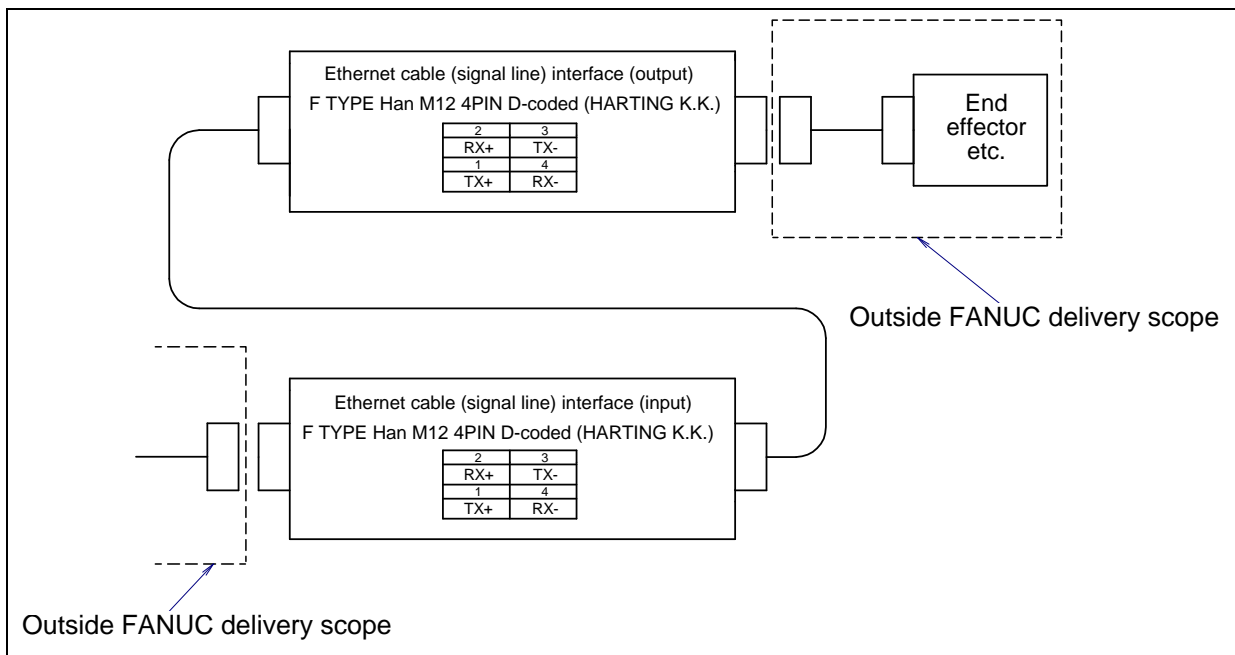 Ethernet cable (signal line) interface (output)
F TYPE Han M12 4PIN D-coded (HARTING K.K.)
2 3
RX+ TX-
1 4
TX+ RX-
End
effector
etc.
Outside FANUC delivery scope
Ethernet cable (signal line) interface (input)
F TYPE Han M12 4PIN D-coded (HARTING K.K.)
2 3
RX+ TX-
1 4
TX+ RX-
Outside FANUC delivery scope